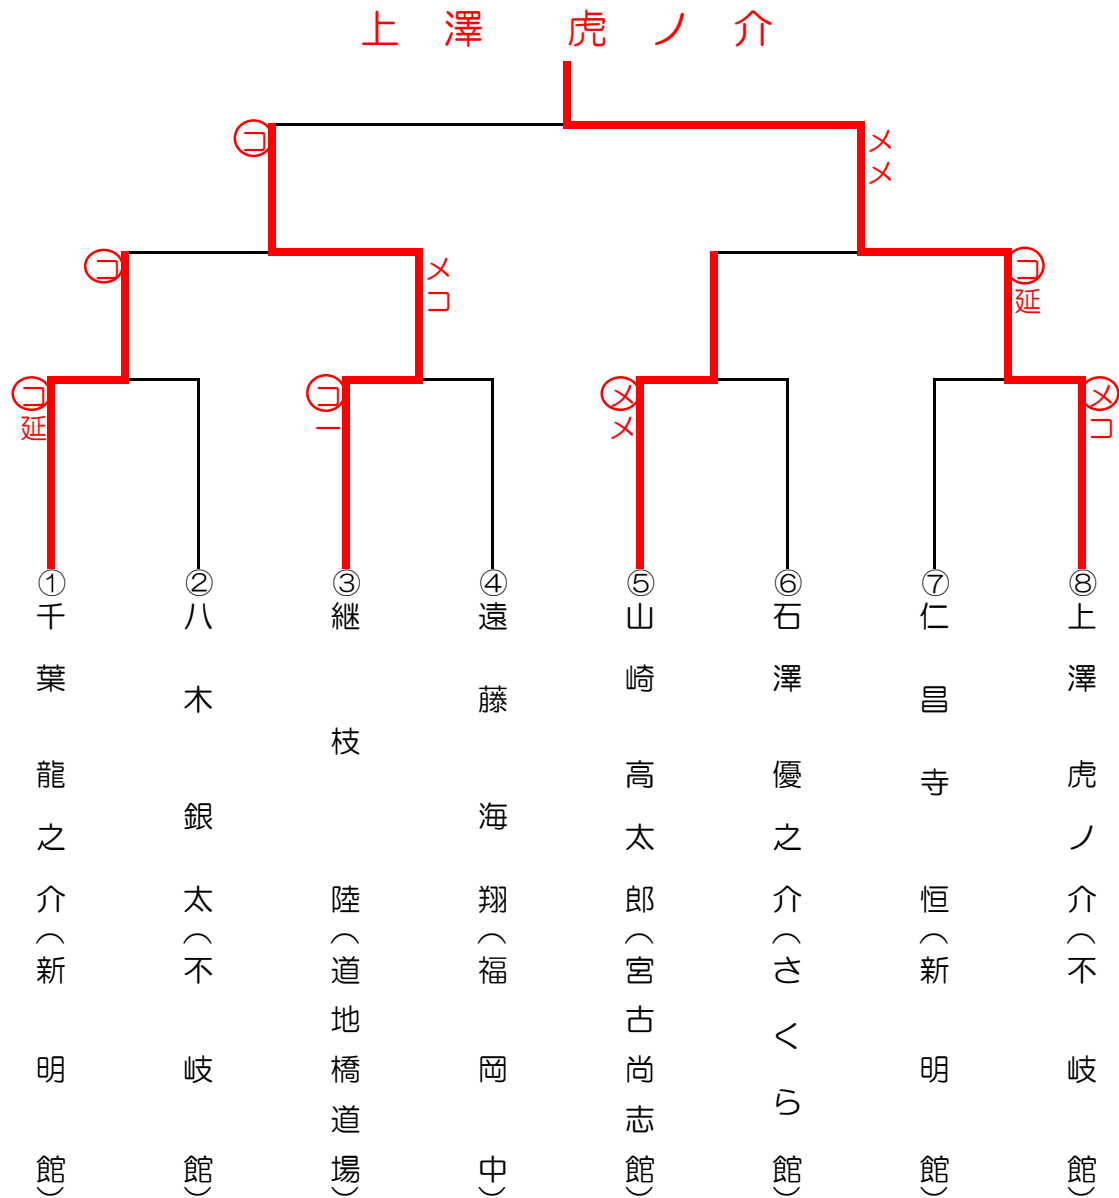 上澤 虎ノ介
コ
メメ
コ
メコ
コ延
コ延
コ一
メメ
メコ
①千葉龍之介(新明館)
②八木銀太(不岐館)
③継枝陸(道地橋道場)
④遠藤海翔(福岡中)
⑤山崎高太郎(宮古尚志館)
⑥石澤優之介(さくら館)
⑦仁昌寺恒(新明館)
⑧上澤虎ノ介(不岐館)